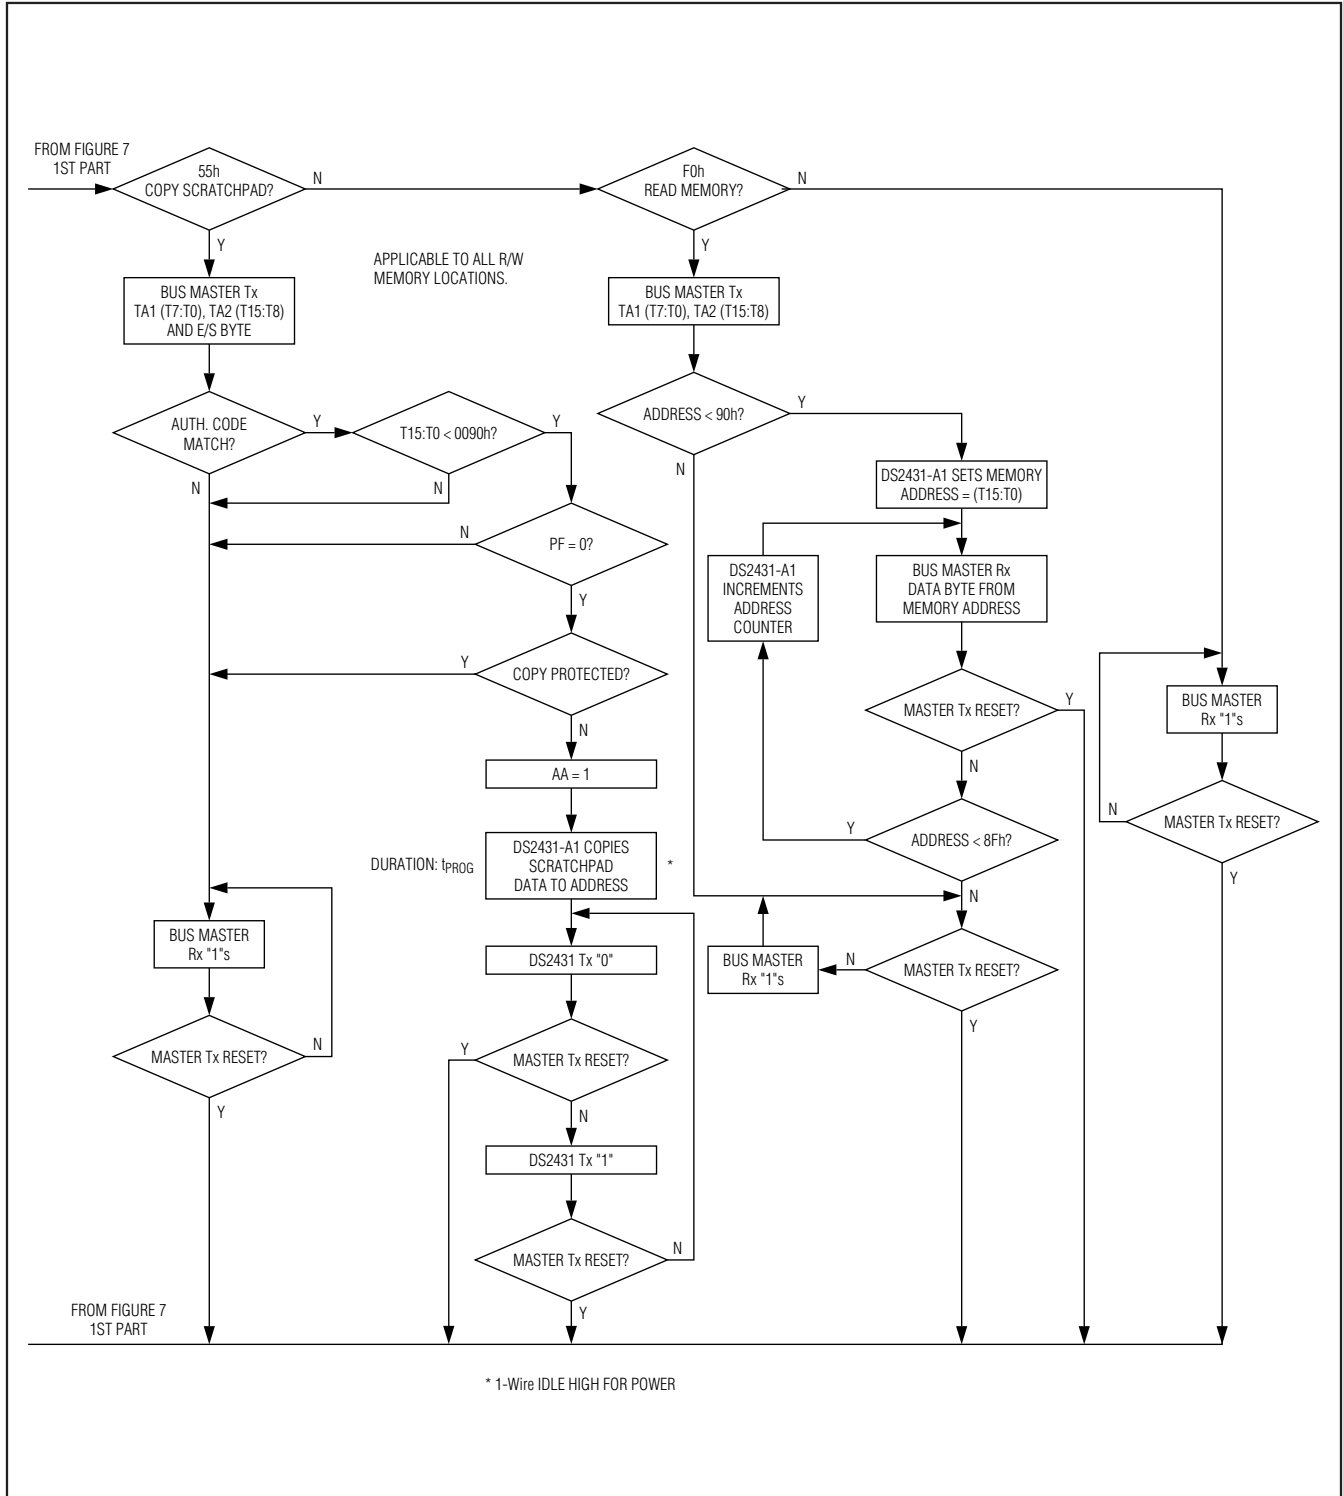 FROM FIGURE 7
1ST PART
55h
COPY SCRATCHPAD?
N
F0h
READ MEMORY?
N
Y
Y
APPLICABLE TO ALL R/W
MEMORY LOCATIONS.
BUS MASTER Tx
TA1 (T7:T0), TA2 (T15:T8)
AND E/S BYTE
BUS MASTER Tx
TA1 (T7:T0), TA2 (T15:T8)
AUTH. CODE
MATCH?
Y
T15:T0 < 0090h?
Y
ADDRESS < 90h?
Y
N
N
N
DS2431-A1 SETS MEMORY
ADDRESS = (T15:T0)
N
PF = 0?
Y
DS2431-A1
INCREMENTS
ADDRESS
COUNTER
BUS MASTER Rx
DATA BYTE FROM
MEMORY ADDRESS
Y
COPY PROTECTED?
N
MASTER Tx RESET?
Y
N
BUS MASTER
Rx "1"s
AA = 1
N
MASTER Tx RESET?
Y
Y
ADDRESS < 8Fh?
N
DURATION: tPROG
DS2431-A1 COPIES
SCRATCHPAD
DATA TO ADDRESS
*
BUS MASTER
Rx "1"s
DS2431 Tx "0"
BUS MASTER
Rx "1"s
N
MASTER Tx RESET?
Y
MASTER Tx RESET?
N
Y
Y
MASTER Tx RESET?
N
DS2431 Tx "1"
MASTER Tx RESET?
N
Y
FROM FIGURE 7
1ST PART
* 1-Wire IDLE HIGH FOR POWER